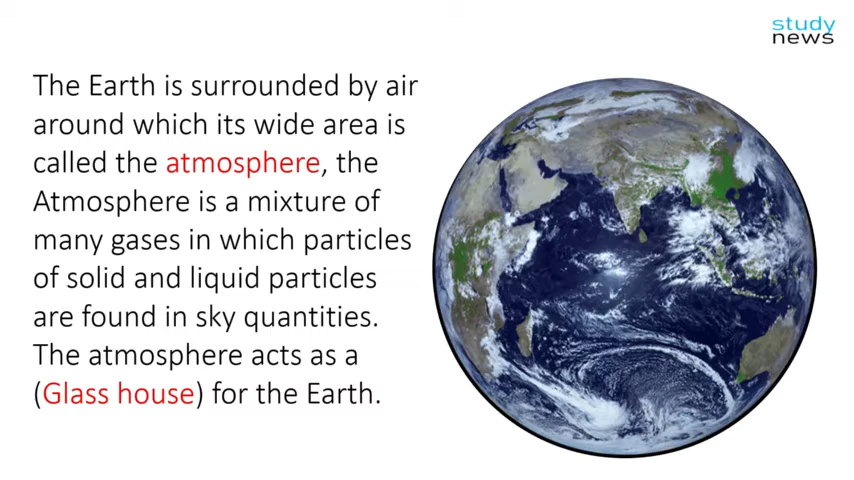 study
news
The Earth is surrounded by air
around which its wide area is
called the atmosphere, the
Atmosphere is a mixture of
many gases in which particles
of solid and liquid particles
are found in sky quantities.
The atmosphere acts as a
(Glass house) for the Earth.